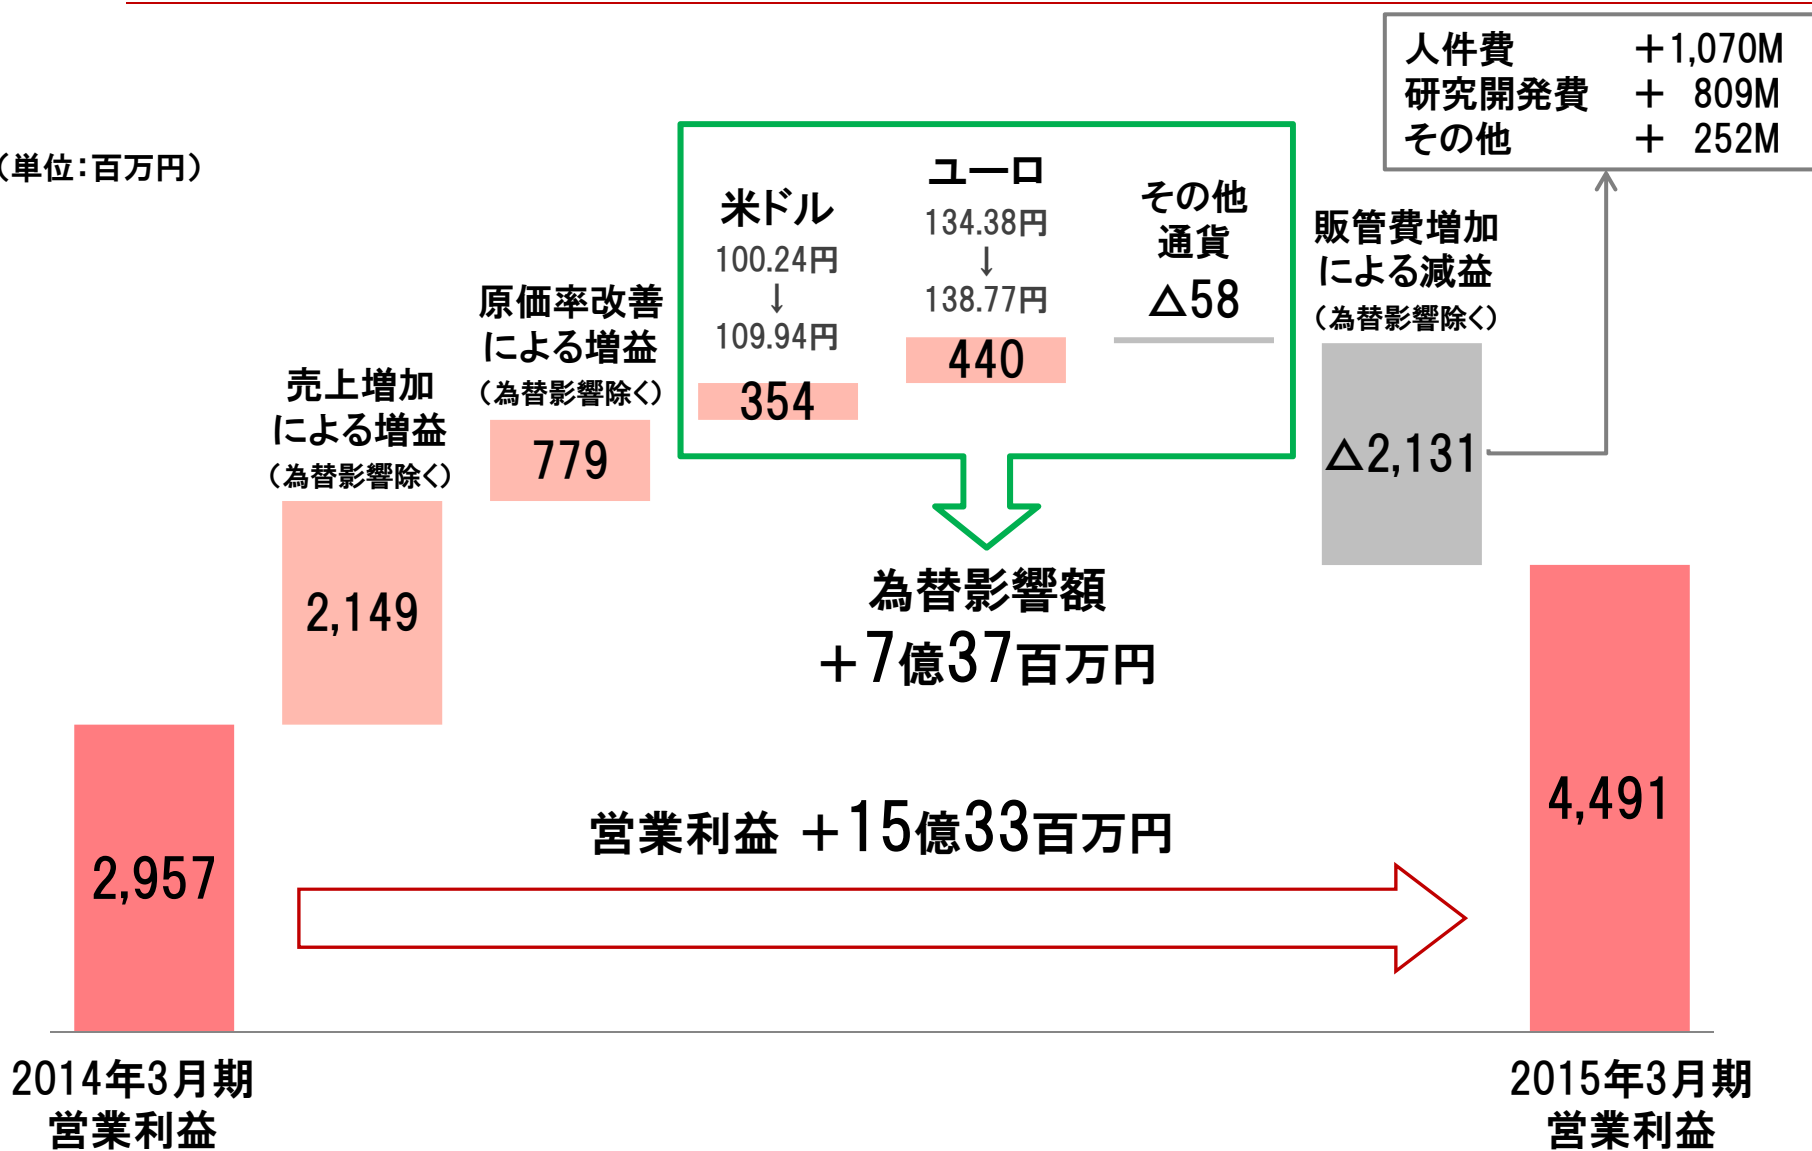 人件費 ＋1,070M
研究開発費 ＋ 809M
その他 ＋ 252M
（単位：百万円）
売上増加
による増益
（為替影響除く）
2,149
原価率改善
による増益
（為替影響除く）
779
米ドル
100.24円
↓
109.94円
354
ユーロ
134.38円
↓
138.77円
440
その他
通貨
△58
販管費増加
による減益
（為替影響除く）
△2,131
為替影響額
＋7億37百万円
営業利益 ＋15億33百万円
2,957
4,491
2014年3月期
営業利益
2015年3月期
営業利益